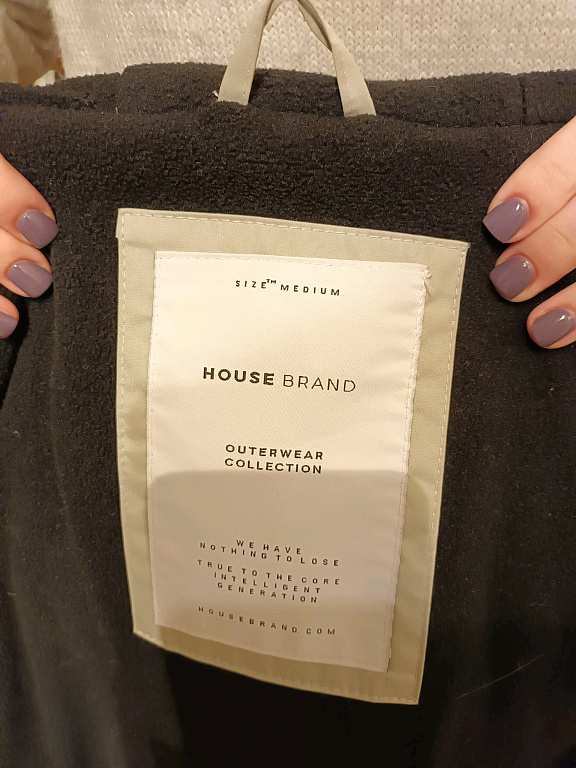 SIZE™ MEDIUM
HOUSE BRAND
OUTERWEAR
COLLECTION
WE HAVE
NOTHING TO LOSE
TRUE TO THE CORE
INTELLIGENT
GENERATION
HOUSEBRAND.COM